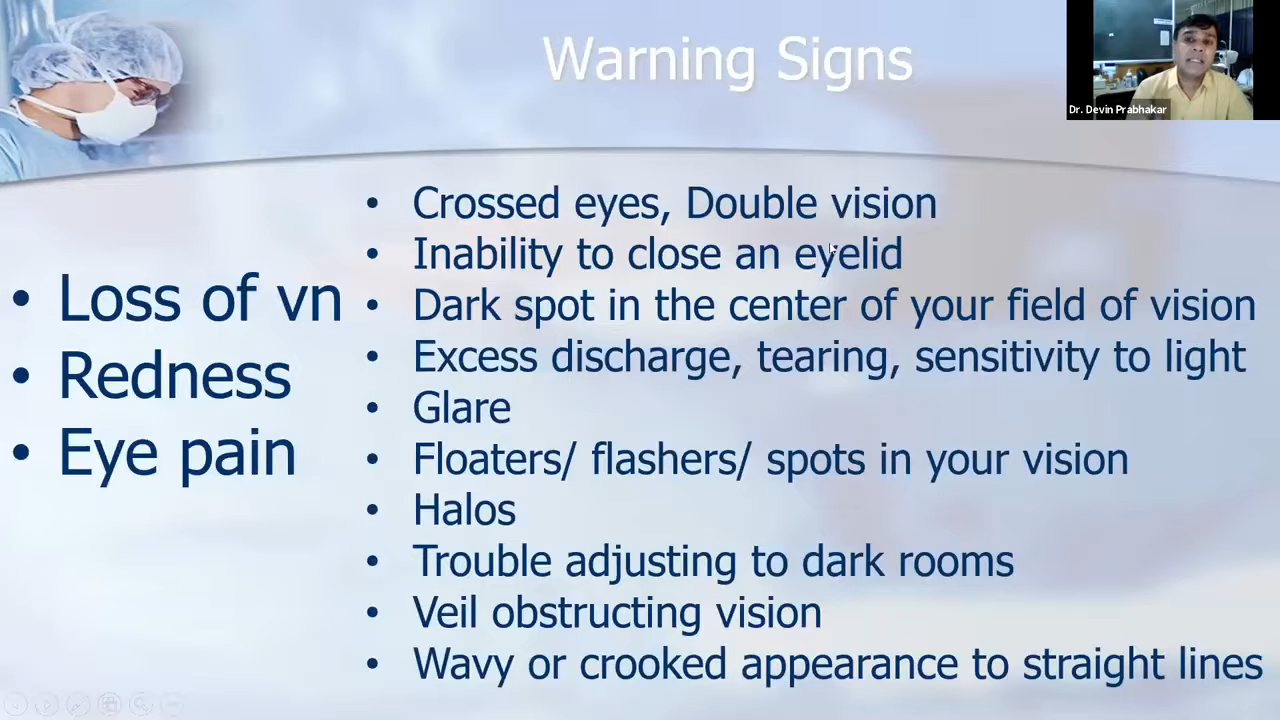 Warning Signs
Dr. Devin Prabhakar
• Loss of vn
• Redness
• Eye pain
• Crossed eyes, Double vision
• Inability to close an eyelid
• Dark spot in the center of your field of vision
• Excess discharge, tearing, sensitivity to light
• Glare
• Floaters/ flashers/ spots in your vision
• Halos
• Trouble adjusting to dark rooms
• Veil obstructing vision
• Wavy or crooked appearance to straight lines